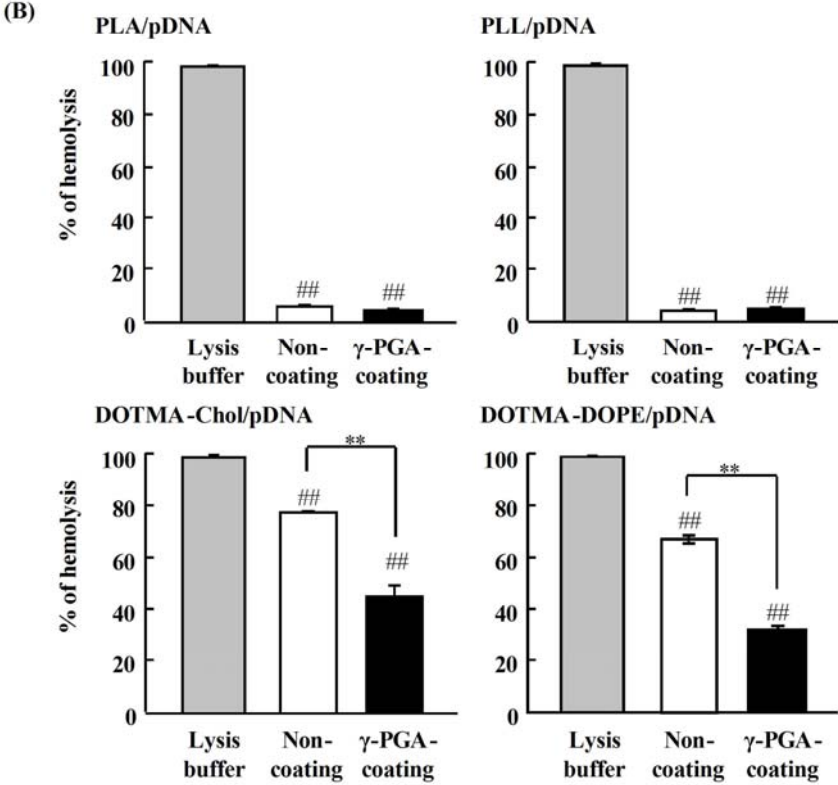 (B)
PLA/pDNA
% of hemolysis
100
80
60
40
20
0
##
##
Lysis buffer
Non-coating
γ-PGA-coating
PLL/pDNA
100
80
60
40
20
0
##
##
Lysis buffer
Non-coating
γ-PGA-coating
DOTMA-Chol/pDNA
% of hemolysis
100
80
60
40
20
0
**
##
##
Lysis buffer
Non-coating
γ-PGA-coating
DOTMA-DOPE/pDNA
100
80
60
40
20
0
**
##
##
Lysis buffer
Non-coating
γ-PGA-coating